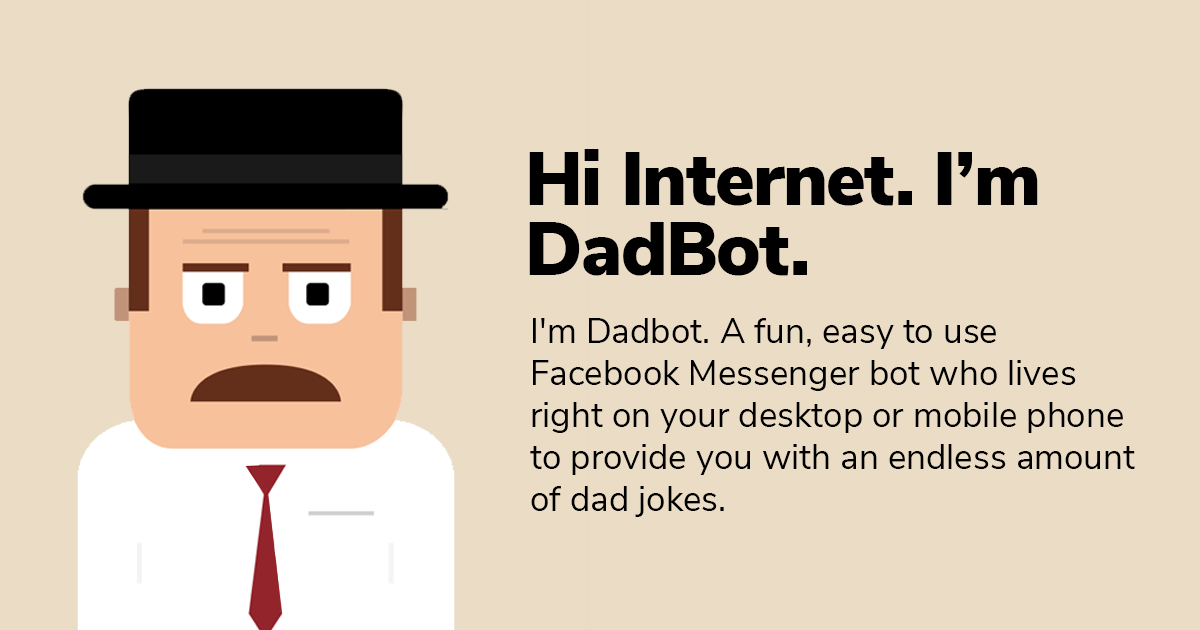 Hi Internet. I’m
DadBot.
I'm Dadbot. A fun, easy to use
Facebook Messenger bot who lives
right on your desktop or mobile phone
to provide you with an endless amount
of dad jokes.